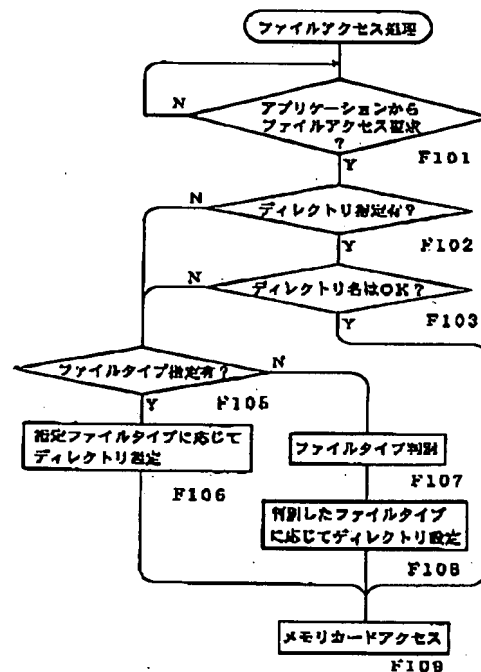 ファイルアクセス処理
N
アプリケーションから
ファイルアクセス要求
?
F101
Y
N
ディレクトリ指定有?
F102
Y
N
ディレクトリ名はOK?
F103
Y
ファイルタイプ指定有?
N
F105
Y
指定ファイルタイプに応じて
ディレクトリ設定
F106
ファイルタイプ判別
F107
判別したファイルタイプ
に応じてディレクトリ設定
F108
メモリカードアクセス
F109